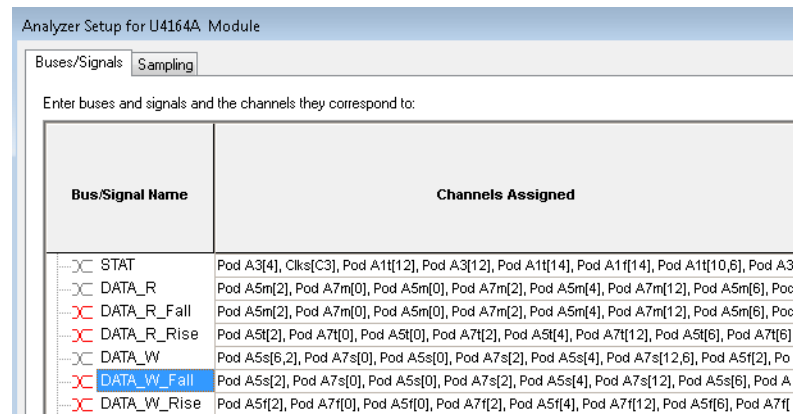 Analyzer Setup for U4164A Module
Buses/Signals Sampling
Enter buses and signals and the channels they correspond to:
Bus/Signal Name Channels Assigned
STAT Pod A3[4], Clks[C3], Pod A1t[12], Pod A3[12], Pod A1t[14], Pod A1f[14], Pod A1t[10,6], Pod A3
DATA_R Pod A5m[2], Pod A7m[0], Pod A5m[0], Pod A7m[2], Pod A5m[4], Pod A7m[12], Pod A5m[6], Poc
DATA_R_Fall Pod A5m[2], Pod A7m[0], Pod A5m[0], Pod A7m[2], Pod A5m[4], Pod A7m[12], Pod A5m[6], Poc
DATA_R_Rise Pod A5t[2], Pod A7t[0], Pod A5t[0], Pod A7t[2], Pod A5t[4], Pod A7t[12], Pod A5t[6], Pod A7t[6]
DATA_W Pod A5s[6,2], Pod A7s[0], Pod A5s[0], Pod A7s[2], Pod A5s[4], Pod A7s[12,6], Pod A5f[2], Po
DATA_W_Fall Pod A5s[2], Pod A7s[0], Pod A5s[0], Pod A7s[2], Pod A5s[4], Pod A7s[12], Pod A5s[6], Pod A
DATA_W_Rise Pod A5f[2], Pod A7f[0], Pod A5f[0], Pod A7f[2], Pod A5f[4], Pod A7f[12], Pod A5f[6], Pod A7f[